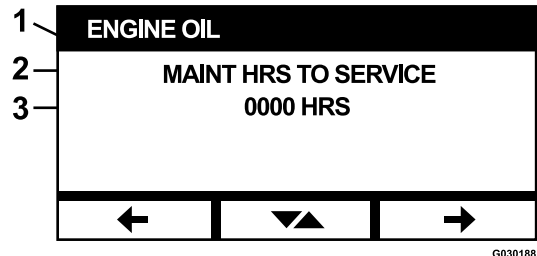 1
ENGINE OIL
2
MAINT HRS TO SERVICE
3
0000 HRS
G030188